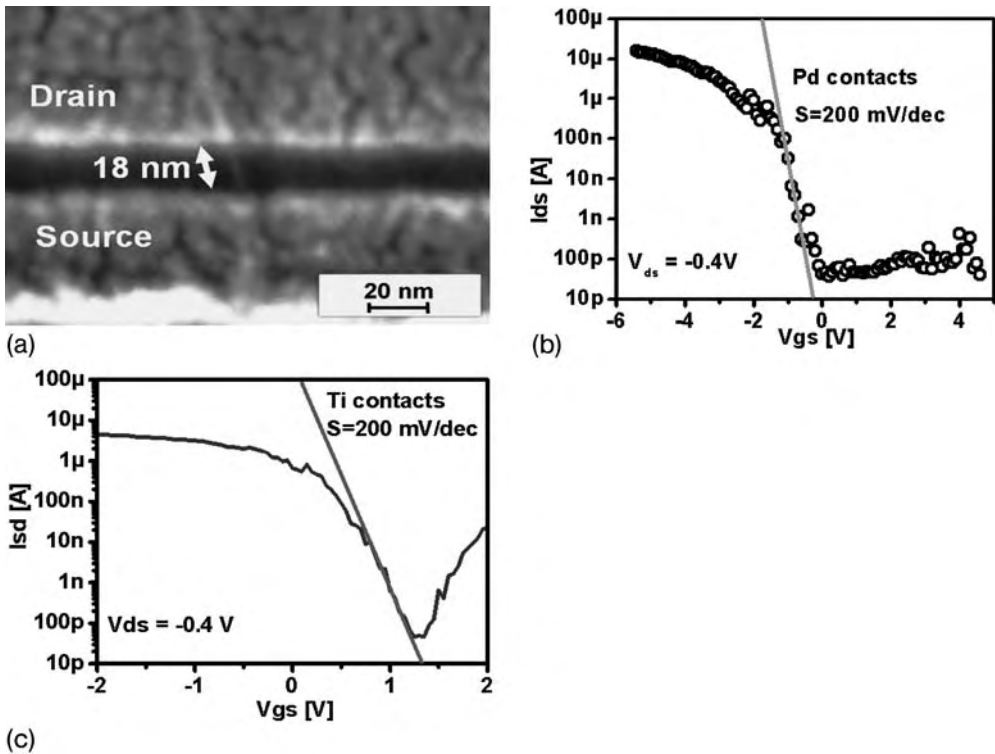 Drain
18 nm
Source
20 nm
(a)
100µ
10µ
1µ
100n
10n
1n
100p
10p
Ids [A]
Pd contacts
S=200 mV/dec
V_ds = -0.4V
-6 -4 -2 0 2 4
Vgs [V]
(b)
100µ
10µ
1µ
100n
10n
1n
100p
10p
Isd [A]
Ti contacts
S=200 mV/dec
Vds = -0.4 V
-2 -1 0 1 2
Vgs [V]
(c)